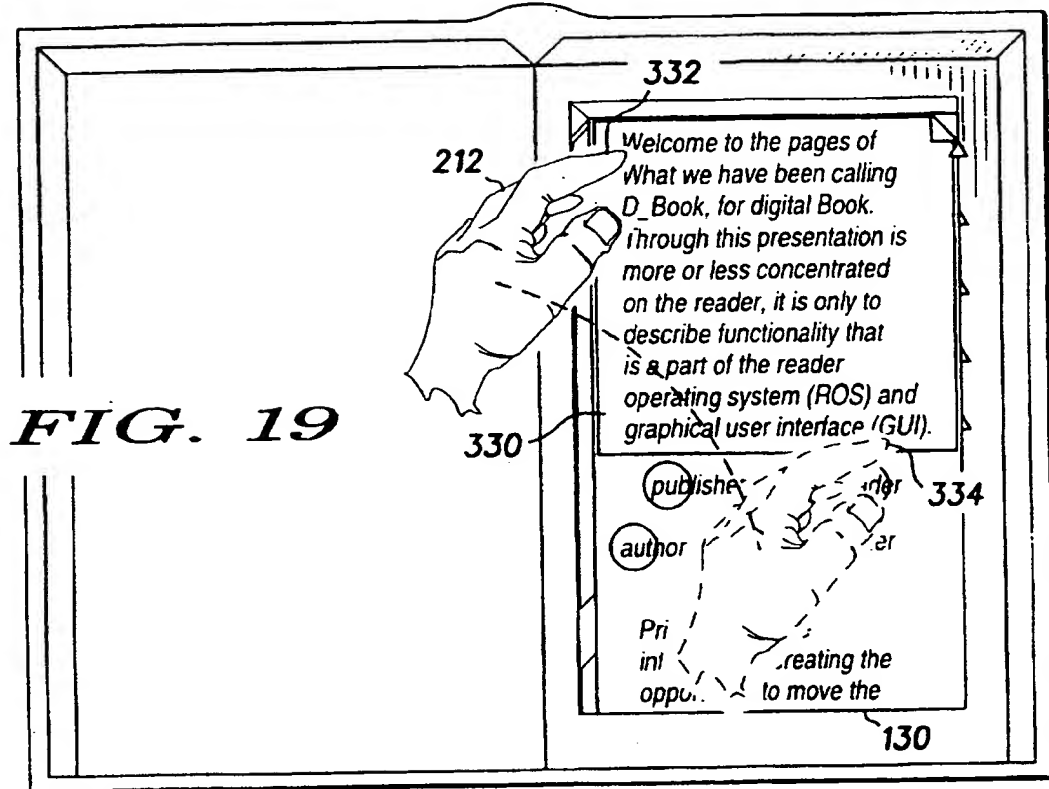 332
212
Welcome to the pages of
What we have been calling
D_Book, for digital Book.
Through this presentation is
more or less concentrated
on the reader, it is only to
describe functionality that
is a part of the reader
operating system (ROS) and
graphical user interface (GUI).
FIG. 19
330
334
author
Pri
creating the
to move the
130